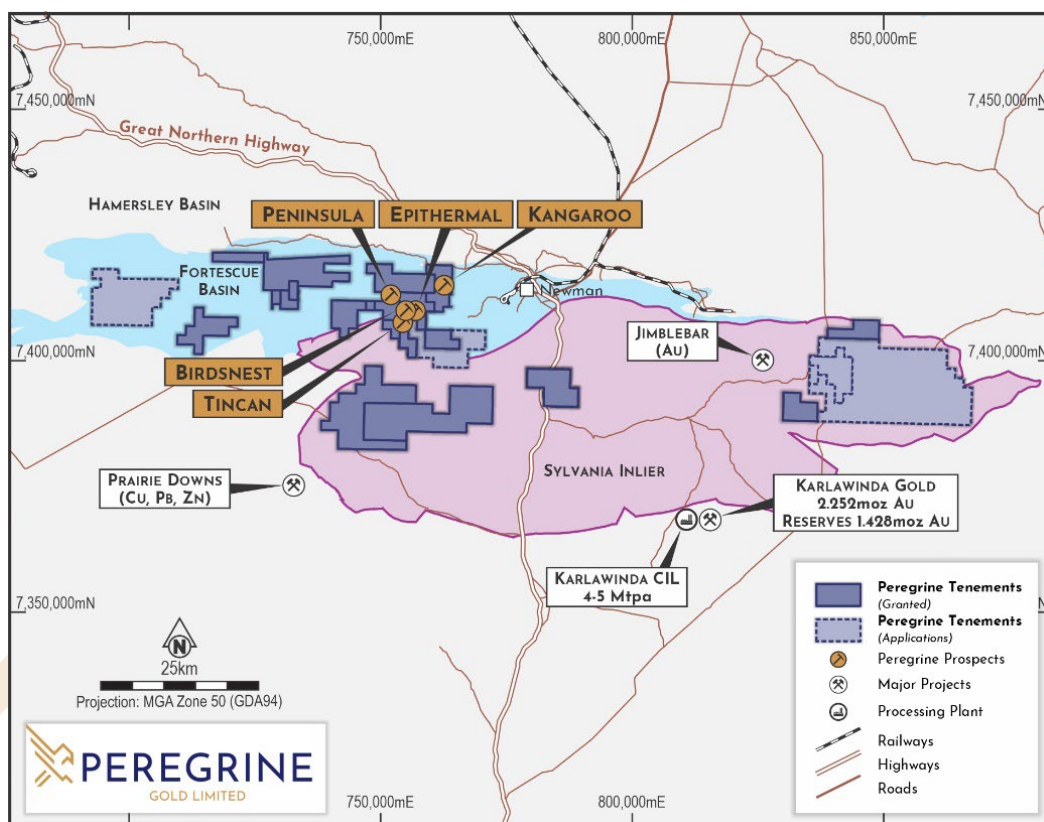 750,000mE
800,000mE
850,000mE
7,450,000mN
7,450,000mN
Great Northern Highway
Hamersley Basin
Peninsula
Epithermal
Kangaroo
Fortescue
Basin
Newman
Jimblebar
(Au)
7,400,000mN
7,400,000mN
Birdsnest
Tincan
Sylvania Inlier
Prairie Downs
(Cu, Pb, Zn)
Karlawinda Gold
2.252moz Au
Reserves 1.428moz Au
Karlawinda CIL
4-5 Mtpa
7,350,000mN
N
25km
Projection: MGA Zone 50 (GDA94)
Peregrine Tenements
(Granted)
Peregrine Tenements
(Applications)
Peregrine Prospects
Major Projects
Processing Plant
Railways
Highways
Roads
PEREGRINE
GOLD LIMITED
750,000mE
800,000mE